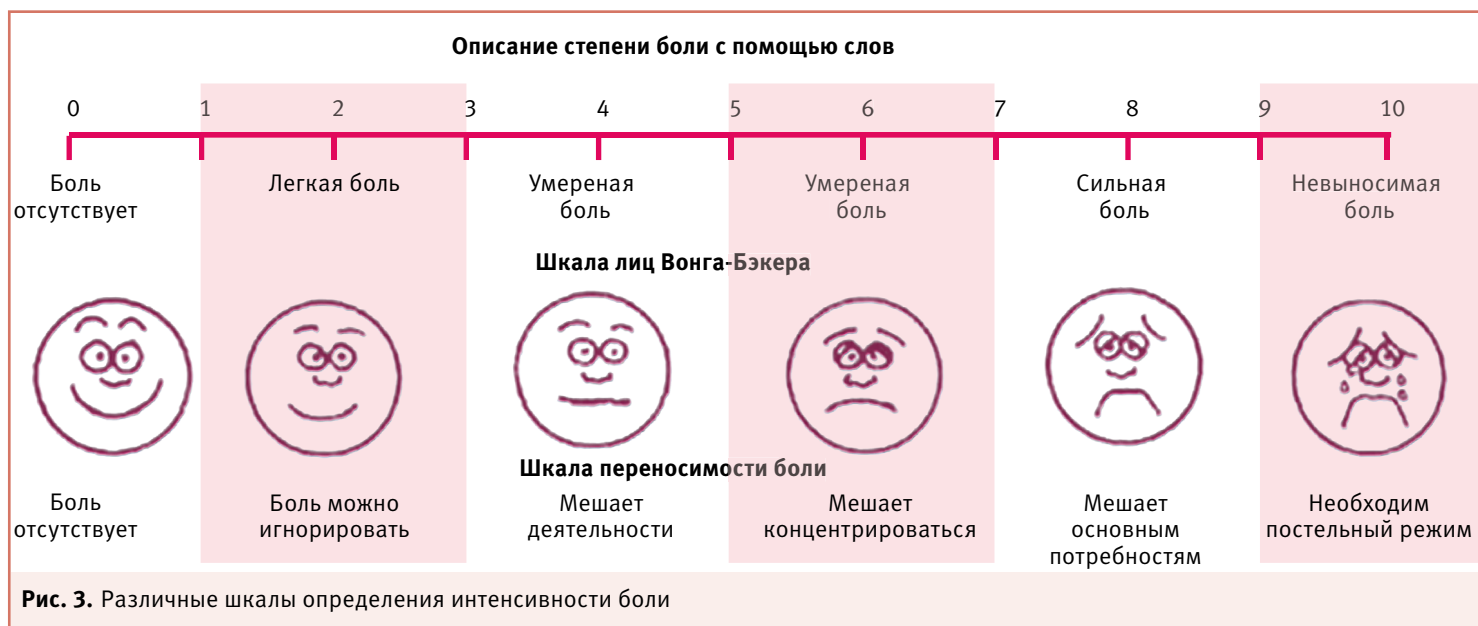 Описание степени боли с помощью слов
0 1 2 3 4 5 6 7 8 9 10
Боль отсутствует
Легкая боль
Умереная боль
Умереная боль
Сильная боль
Невыносимая боль
Шкала лиц Вонга-Бэкера
Шкала переносимости боли
Боль отсутствует
Боль можно игнорировать
Мешает деятельности
Мешает концентрироваться
Мешает основным потребностям
Необходим постельный режим
Рис. 3. Различные шкалы определения интенсивности боли